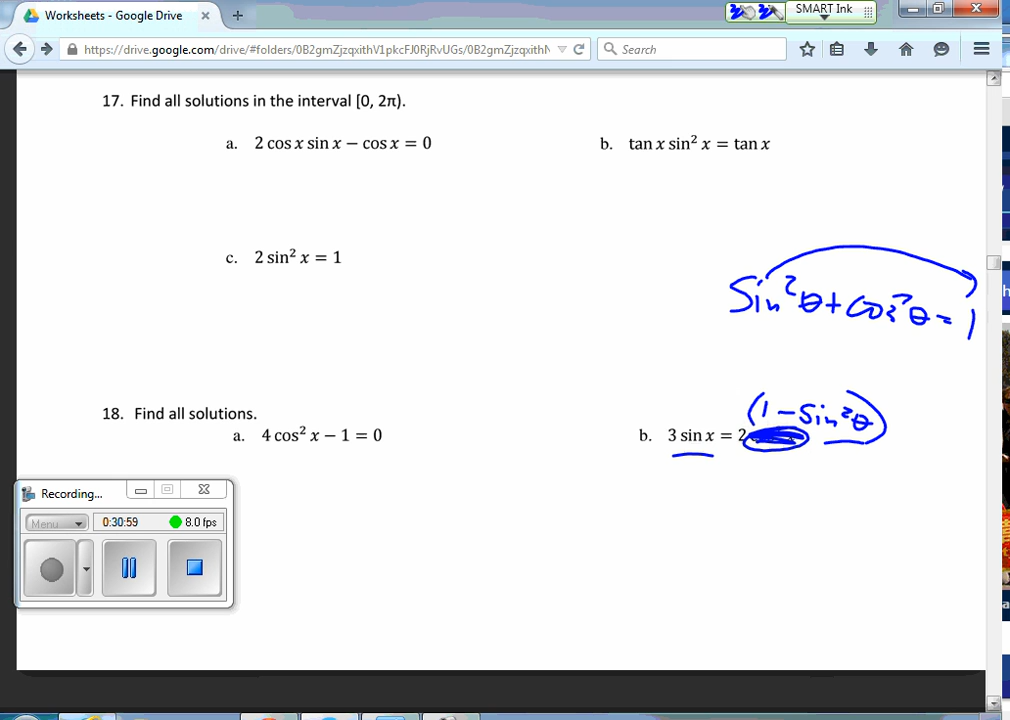 Worksheets - Google Drive
SMART Ink
https://drive.google.com/drive/#folders/0B2gmZjzqxithV1pkcFJ0RjRvUGs/0B2gmZjzqxithN
Search
17. Find all solutions in the interval [0, 2π).
a. 2 cos x sin x − cos x = 0
b. tan x sin² x = tan x
c. 2 sin² x = 1
Sin²θ + cos²θ = 1
18. Find all solutions.
(1 − Sin²θ)
a. 4 cos² x − 1 = 0
b. 3 sin x = 2
Recording...
Menu
0:30:59
8.0 fps